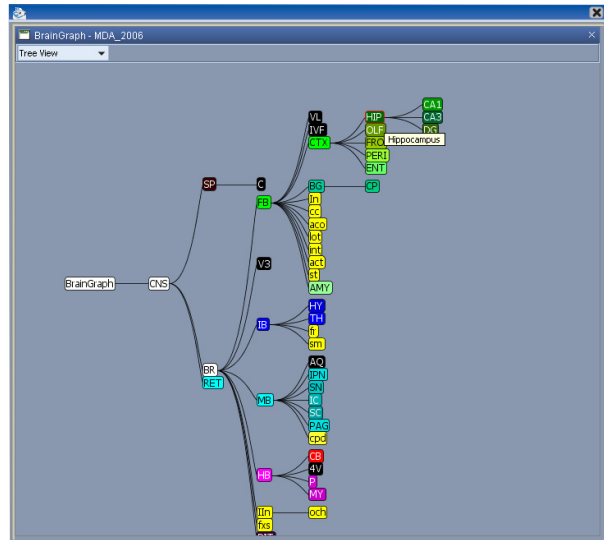 BrainGraph - MDA_2006
Tree View
VL
IVF
CTX
HIP
OLF
FRO
PERI
ENT
CA1
CA3
DG
Hippocampus
SP
C
FB
BG
CP
In
cc
aco
lot
int
act
st
AMY
V3
BrainGraph
CNS
IB
HY
TH
fr
sm
BR
RET
MB
AQ
IPN
SN
IC
SC
PAG
cpd
HB
CB
4V
P
MY
IIn
och
fxs